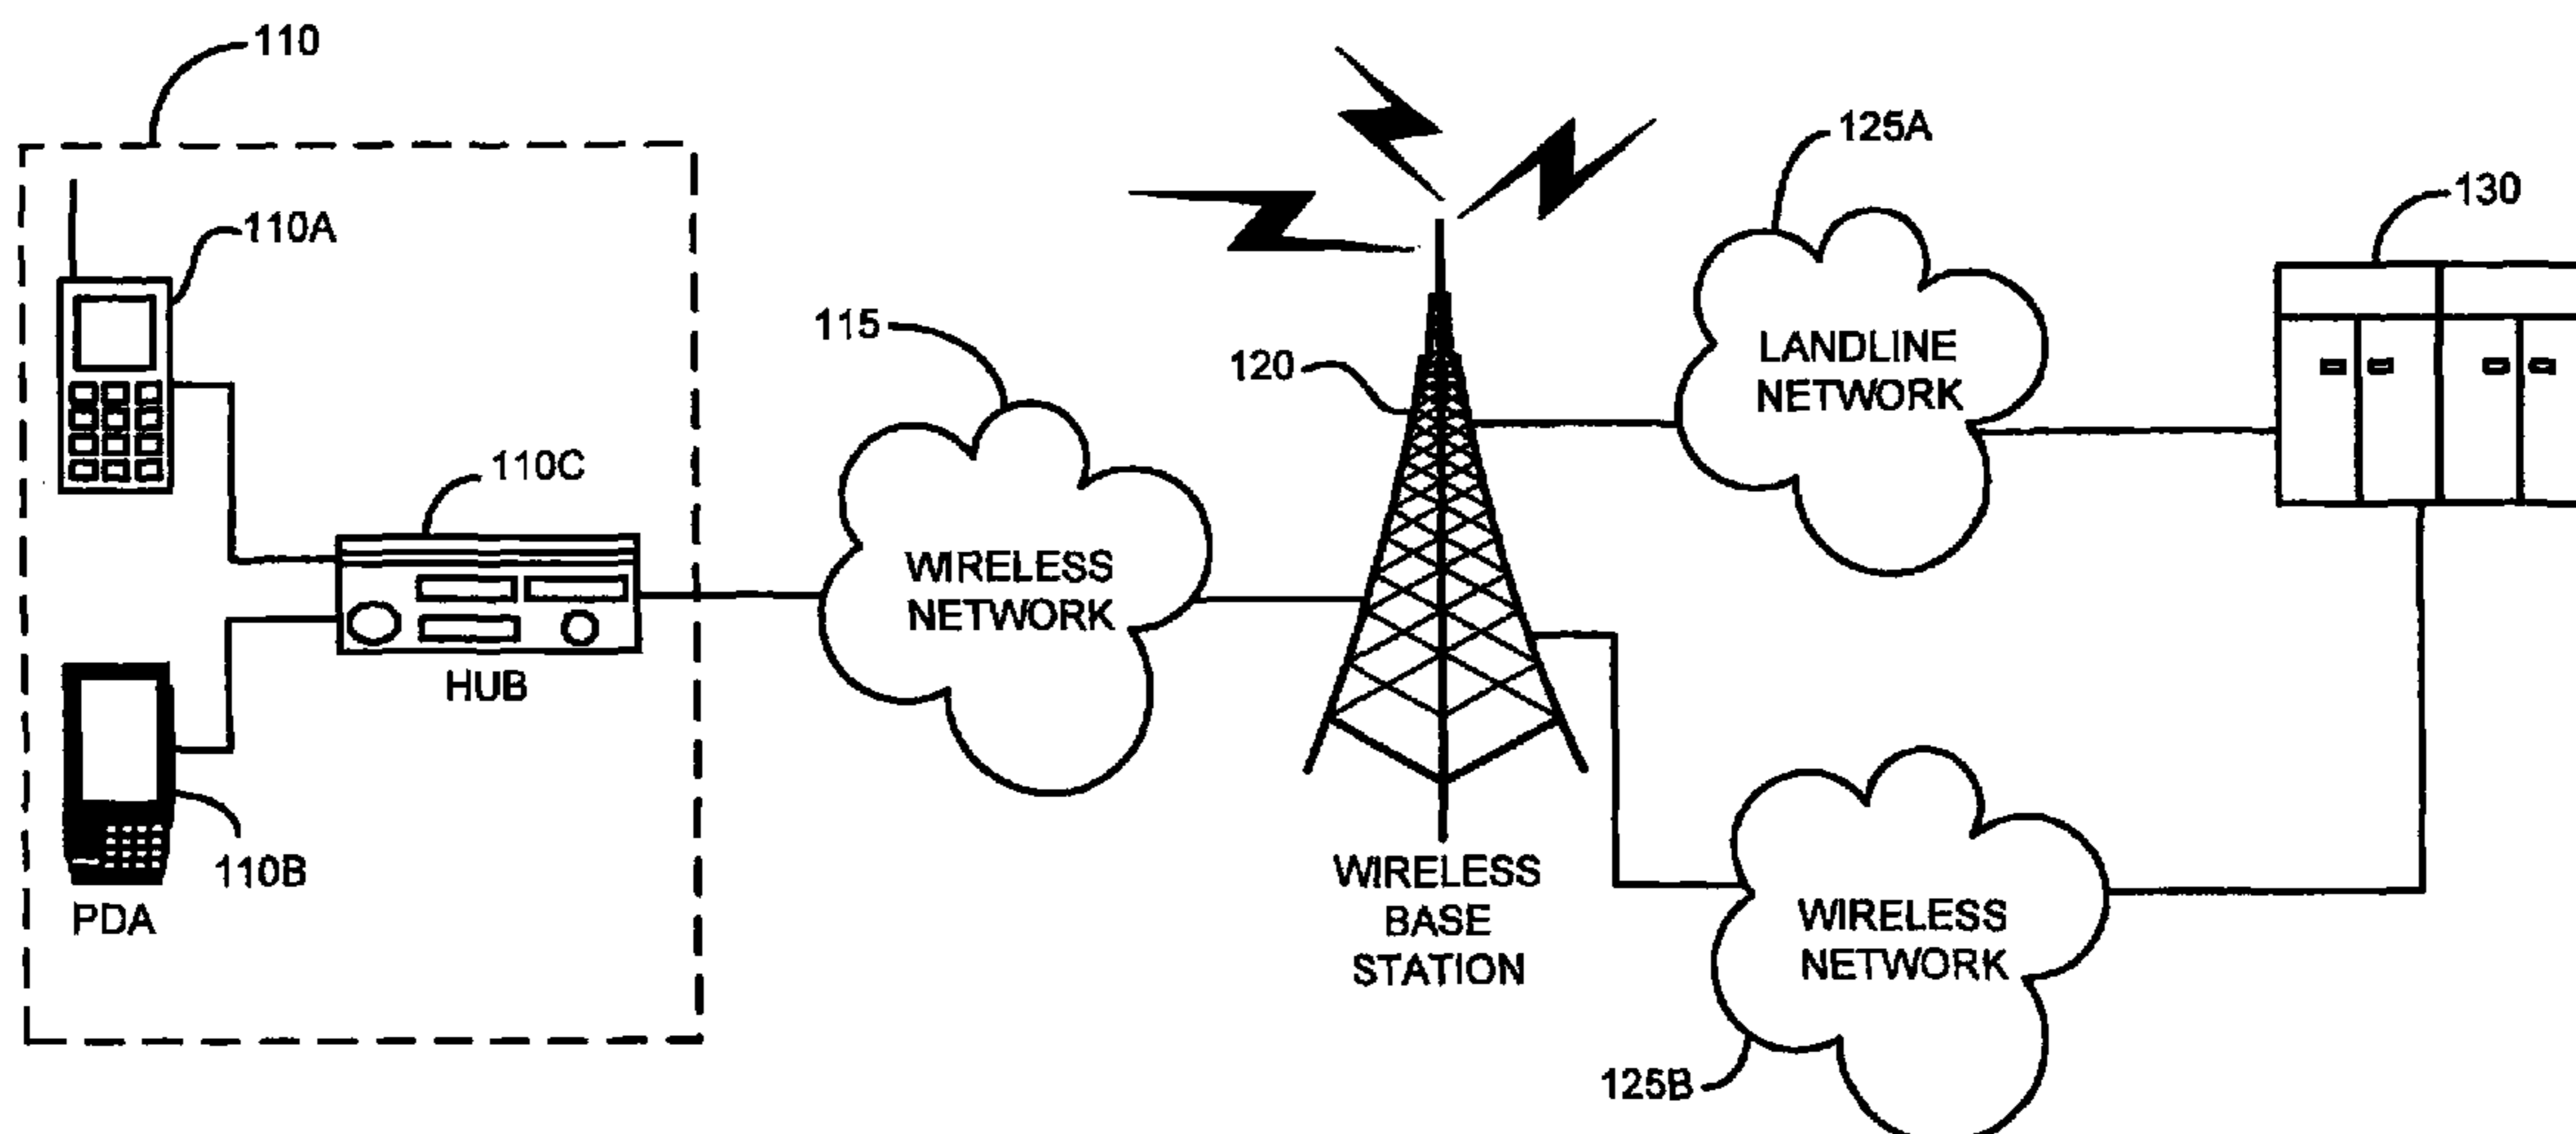 110
125A
130
110A
115
LANDLINE
NETWORK
120
110C
WIRELESS
NETWORK
HUB
110B
WIRELESS
BASE
STATION
PDA
WIRELESS
NETWORK
125B